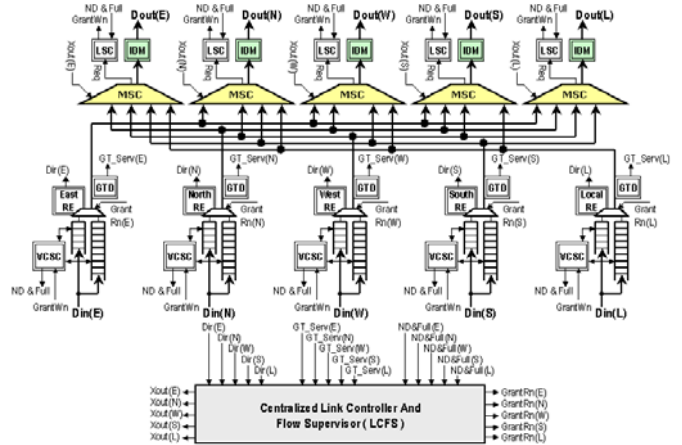 ND & Full Dout(E) ND & Full Dout(N) ND & Full Dout(W) ND & Full Dout(S) ND & Full Dout(L)
GrantWn GrantWn GrantWn GrantWn GrantWn
LSC IDM LSC IDM LSC IDM LSC IDM LSC IDM
Xout(E) Req Xout(N) Req Xout(W) Req Xout(S) Req Xout(L) Req
MSC MSC MSC MSC MSC
GT_Serv(E) GT_Serv(N) GT_Serv(W) GT_Serv(S) GT_Serv(L)
Dir(E) Dir(N) Dir(W) Dir(S) Dir(L)
GTD GTD GTD GTD GTD
East North West South Local
RE RE RE RE RE
Grant Grant Grant Grant Grant
Rn(E) Rn(N) Rn(W) Rn(S) Rn(L)
VCSC VCSC VCSC VCSC VCSC
ND & Full ND & Full ND & Full ND & Full ND & Full
GrantWn GrantWn GrantWn GrantWn GrantWn
Din(E) Din(N) Din(W) Din(S) Din(L)
Dir(E) GT_Serv(E) ND&Full(E)
Dir(N) GT_Serv(N) ND&Full(N)
Dir(W) GT_Serv(W) ND&Full(W)
Dir(S) GT_Serv(S) ND&Full(S)
Dir(L) GT_Serv(L) ND&Full(L)
Xout(E) GrantRn(E)
Xout(N) GrantRn(N)
Xout(W) Centralized Link Controller And GrantRn(W)
Xout(S) Flow Supervisor ( LCFS ) GrantRn(S)
Xout(L) GrantRn(L)